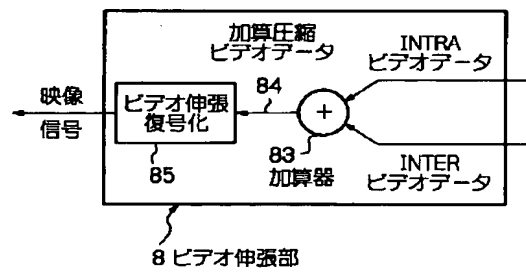 加算圧縮
ビデオデータ
INTRA
ビデオデータ
映像
信号
ビデオ伸張
復号化
85
84
+
83
加算器
INTER
ビデオデータ
8 ビデオ伸張部